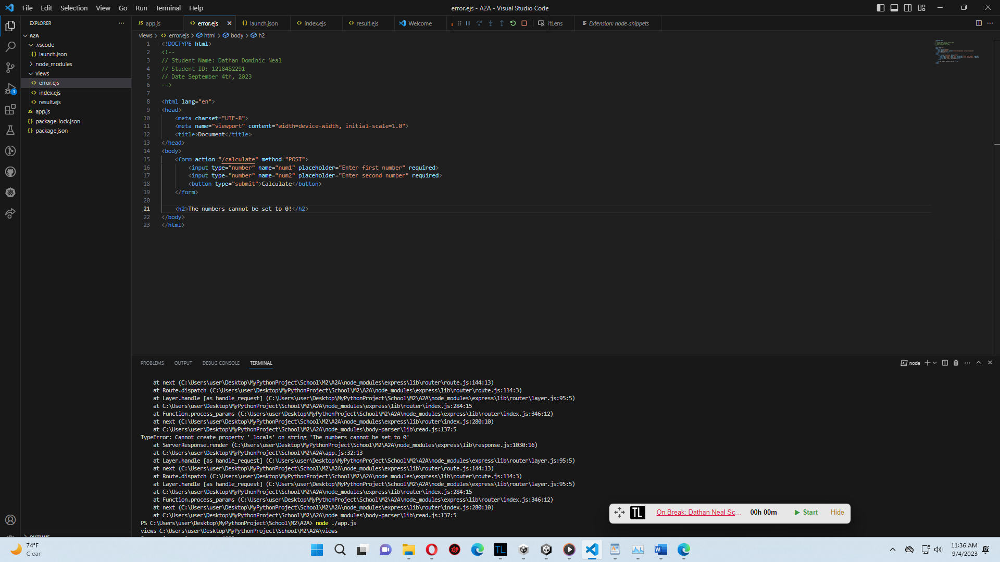 File Edit Selection View Go Run Terminal Help
error.ejs - A2A - Visual Studio Code
EXPLORER
A2A
.vscode
{} launch.json
node_modules
views
<> error.ejs
<> index.ejs
<> result.ejs
JS app.js
{} package-lock.json
{} package.json
1
JS app.js <> error.ejs {} launch.json <> index.ejs <> result.ejs Welcome itLens Extension: node-snippets
views > <> error.ejs > html > body > h2
1 <!DOCTYPE html>
2 <!--
3 // Student Name: Dathan Dominic Neal
4 // Student ID: 1218482291
5 // Date September 4th, 2023
6 -->
7
8 <html lang="en">
9 <head>
10 <meta charset="UTF-8">
11 <meta name="viewport" content="width=device-width, initial-scale=1.0">
12 <title>Document</title>
13 </head>
14 <body>
15 <form action="/calculate" method="POST">
16 <input type="number" name="num1" placeholder="Enter first number" required>
17 <input type="number" name="num2" placeholder="Enter second number" required>
18 <button type="submit">Calculate</button>
19 </form>
20
21 <h2>The numbers cannot be set to 0!</h2>
22 </body>
23 </html>
PROBLEMS OUTPUT DEBUG CONSOLE TERMINAL
node
at next (C:\Users\user\Desktop\MyPythonProject\School\M2\A2A\node_modules\express\lib\router\route.js:144:13)
at Route.dispatch (C:\Users\user\Desktop\MyPythonProject\School\M2\A2A\node_modules\express\lib\router\route.js:114:3)
at Layer.handle [as handle_request] (C:\Users\user\Desktop\MyPythonProject\School\M2\A2A\node_modules\express\lib\router\layer.js:95:5)
at C:\Users\user\Desktop\MyPythonProject\School\M2\A2A\node_modules\express\lib\router\index.js:284:15
at Function.process_params (C:\Users\user\Desktop\MyPythonProject\School\M2\A2A\node_modules\express\lib\router\index.js:346:12)
at next (C:\Users\user\Desktop\MyPythonProject\School\M2\A2A\node_modules\express\lib\router\index.js:280:10)
at C:\Users\user\Desktop\MyPythonProject\School\M2\A2A\node_modules\body-parser\lib\read.js:137:5
TypeError: Cannot create property '_locals' on string 'The numbers cannot be set to 0'
at ServerResponse.render (C:\Users\user\Desktop\MyPythonProject\School\M2\A2A\node_modules\express\lib\response.js:1030:16)
at C:\Users\user\Desktop\MyPythonProject\School\M2\A2A\app.js:32:13
at Layer.handle [as handle_request] (C:\Users\user\Desktop\MyPythonProject\School\M2\A2A\node_modules\express\lib\router\layer.js:95:5)
at next (C:\Users\user\Desktop\MyPythonProject\School\M2\A2A\node_modules\express\lib\router\route.js:144:13)
at Route.dispatch (C:\Users\user\Desktop\MyPythonProject\School\M2\A2A\node_modules\express\lib\router\route.js:114:3)
at Layer.handle [as handle_request] (C:\Users\user\Desktop\MyPythonProject\School\M2\A2A\node_modules\express\lib\router\layer.js:95:5)
at C:\Users\user\Desktop\MyPythonProject\School\M2\A2A\node_modules\express\lib\router\index.js:284:15
at Function.process_params (C:\Users\user\Desktop\MyPythonProject\School\M2\A2A\node_modules\express\lib\router\index.js:346:12)
at next (C:\Users\user\Desktop\MyPythonProject\School\M2\A2A\node_modules\express\lib\router\index.js:280:10)
at C:\Users\user\Desktop\MyPythonProject\School\M2\A2A\node_modules\body-parser\lib\read.js:137:5
PS C:\Users\user\Desktop\MyPythonProject\School\M2\A2A> node ./app.js
views C:\Users\user\Desktop\MyPythonProject\School\M2\A2A\views
OUTLINE
TL On Break: Dathan Neal Sc... 00h 00m Start Hide
74°F
Clear
TL
11:36 AM
9/4/2023